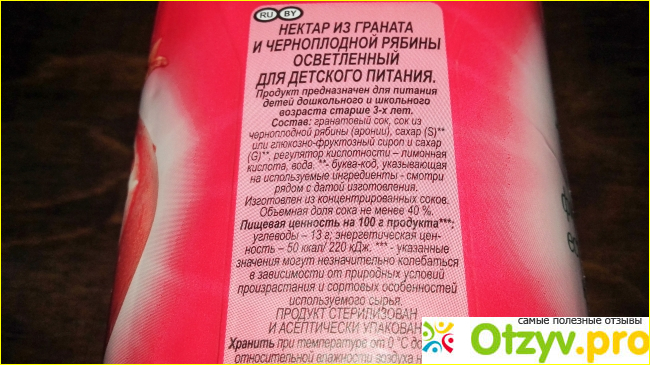 RU BY
НЕКТАР ИЗ ГРАНАТА
И ЧЕРНОПЛОДНОЙ РЯБИНЫ
ОСВЕТЛЕННЫЙ
ДЛЯ ДЕТСКОГО ПИТАНИЯ.
Продукт предназначен для питания
детей дошкольного и школьного
возраста старше 3-х лет.
Состав: гранатовый сок, сок из
черноплодной рябины (аронии), сахар (S)**
или глюкозно-фруктозный сироп и сахар
(G)**, регулятор кислотности – лимонная
кислота, вода. **- буква-код, указывающая
на используемые ингредиенты - смотри
рядом с датой изготовления.
Изготовлен из концентрированных соков.
Объемная доля сока не менее 40 %.
Пищевая ценность на 100 г продукта***:
углеводы – 13 г; энергетическая цен-
ность – 50 ккал/ 220 кДж. *** - указанные
значения могут незначительно колебаться
в зависимости от природных условий
произрастания и сортовых особенностей
используемого сырья.
ПРОДУКТ СТЕРИЛИЗОВАН
И АСЕПТИЧЕСКИ УПАКОВАН
Хранить при температуре от 0 °С до
относительной влажности воздуха
самые полезные отзывы
Otzyv.pro